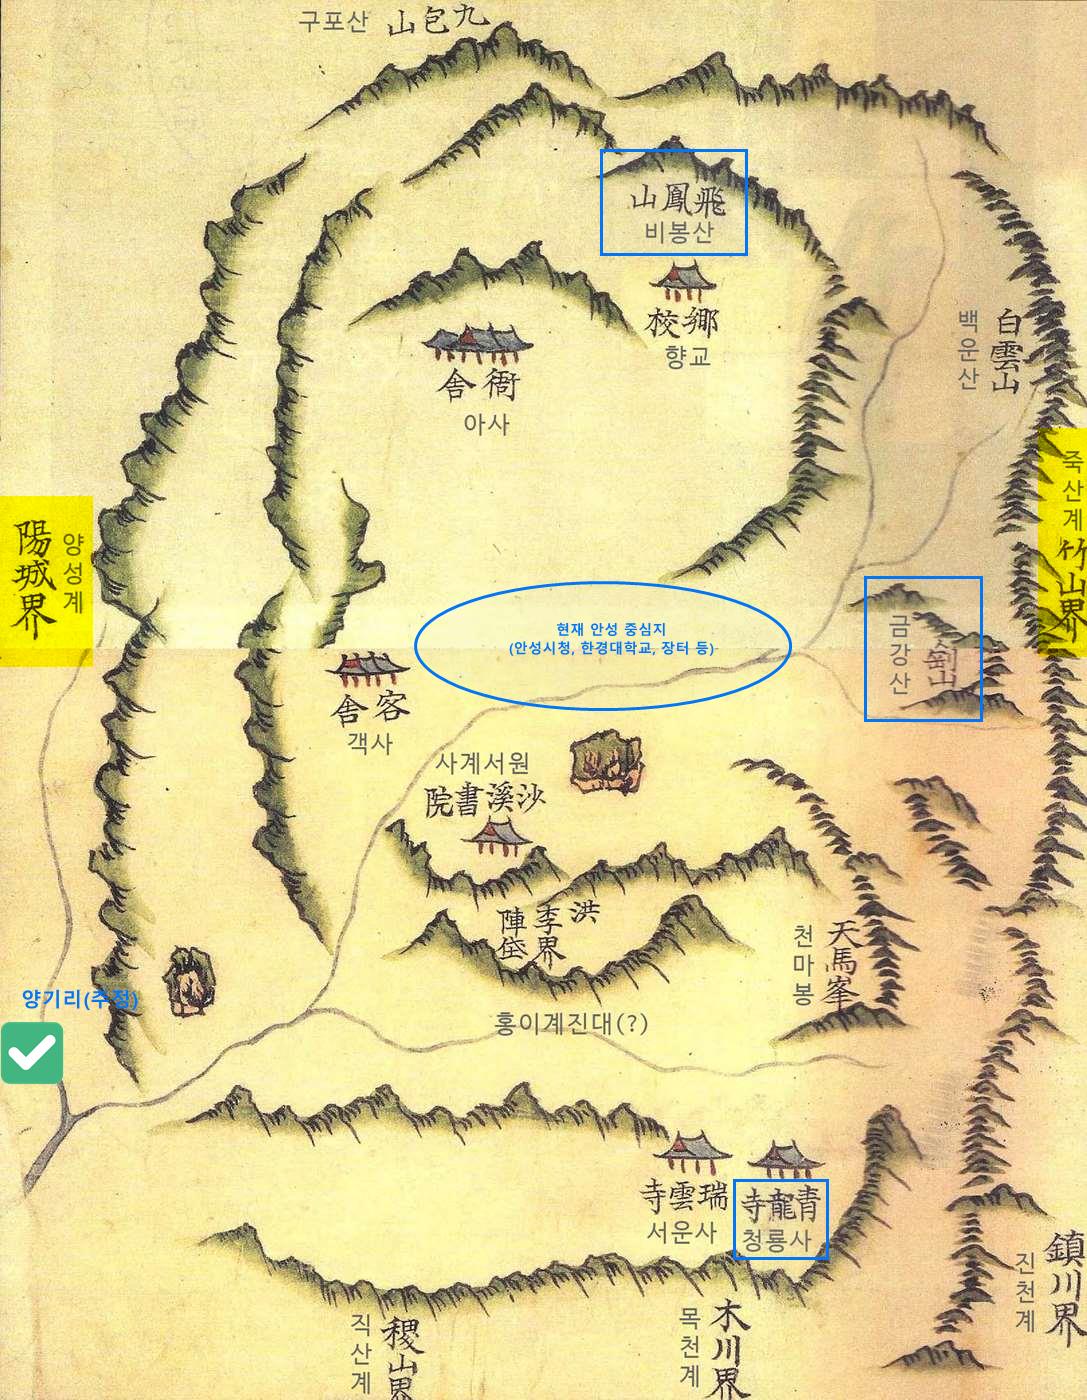 구포산 山包九
山鳳飛
비봉산
校鄕
향교
舍衙
아사
백운산
白雲山
죽산계
竹山界
陽城界
양성계
현재 안성 중심지
(안성시청, 한경대학교, 장터 등)
금강산
山
舍客
객사
사계서원
院書溪沙
洪
李界
陣
천마봉
天馬峯
양기리(추정)
홍이계진대(?)
寺雲瑞
서운사
寺龍青
청룡사
진천계
鎮川界
직산계
稷山界
목천계
木川界